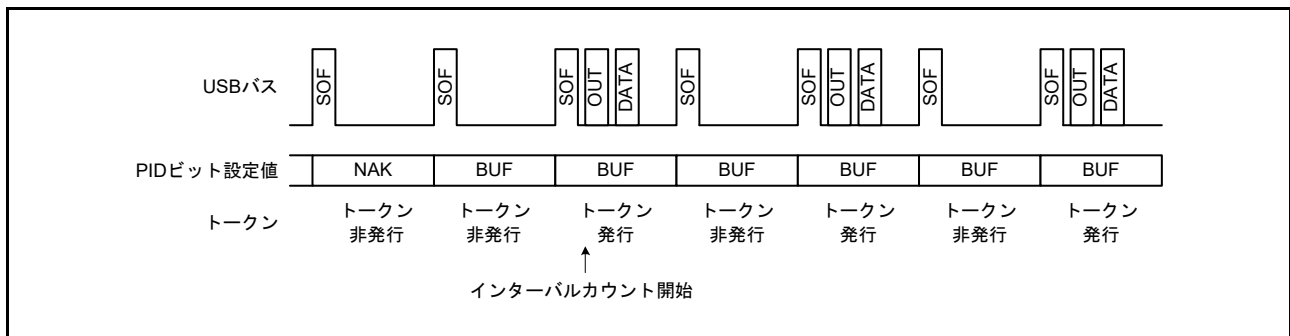 USBバス
SOF SOF SOF OUT DATA SOF SOF OUT DATA SOF SOF OUT DATA
PIDビット設定値 NAK BUF BUF BUF BUF BUF BUF
トークン
トークン 非発行
トークン 非発行
トークン 発行
トークン 非発行
トークン 発行
トークン 非発行
トークン 発行
インターバルカウント開始